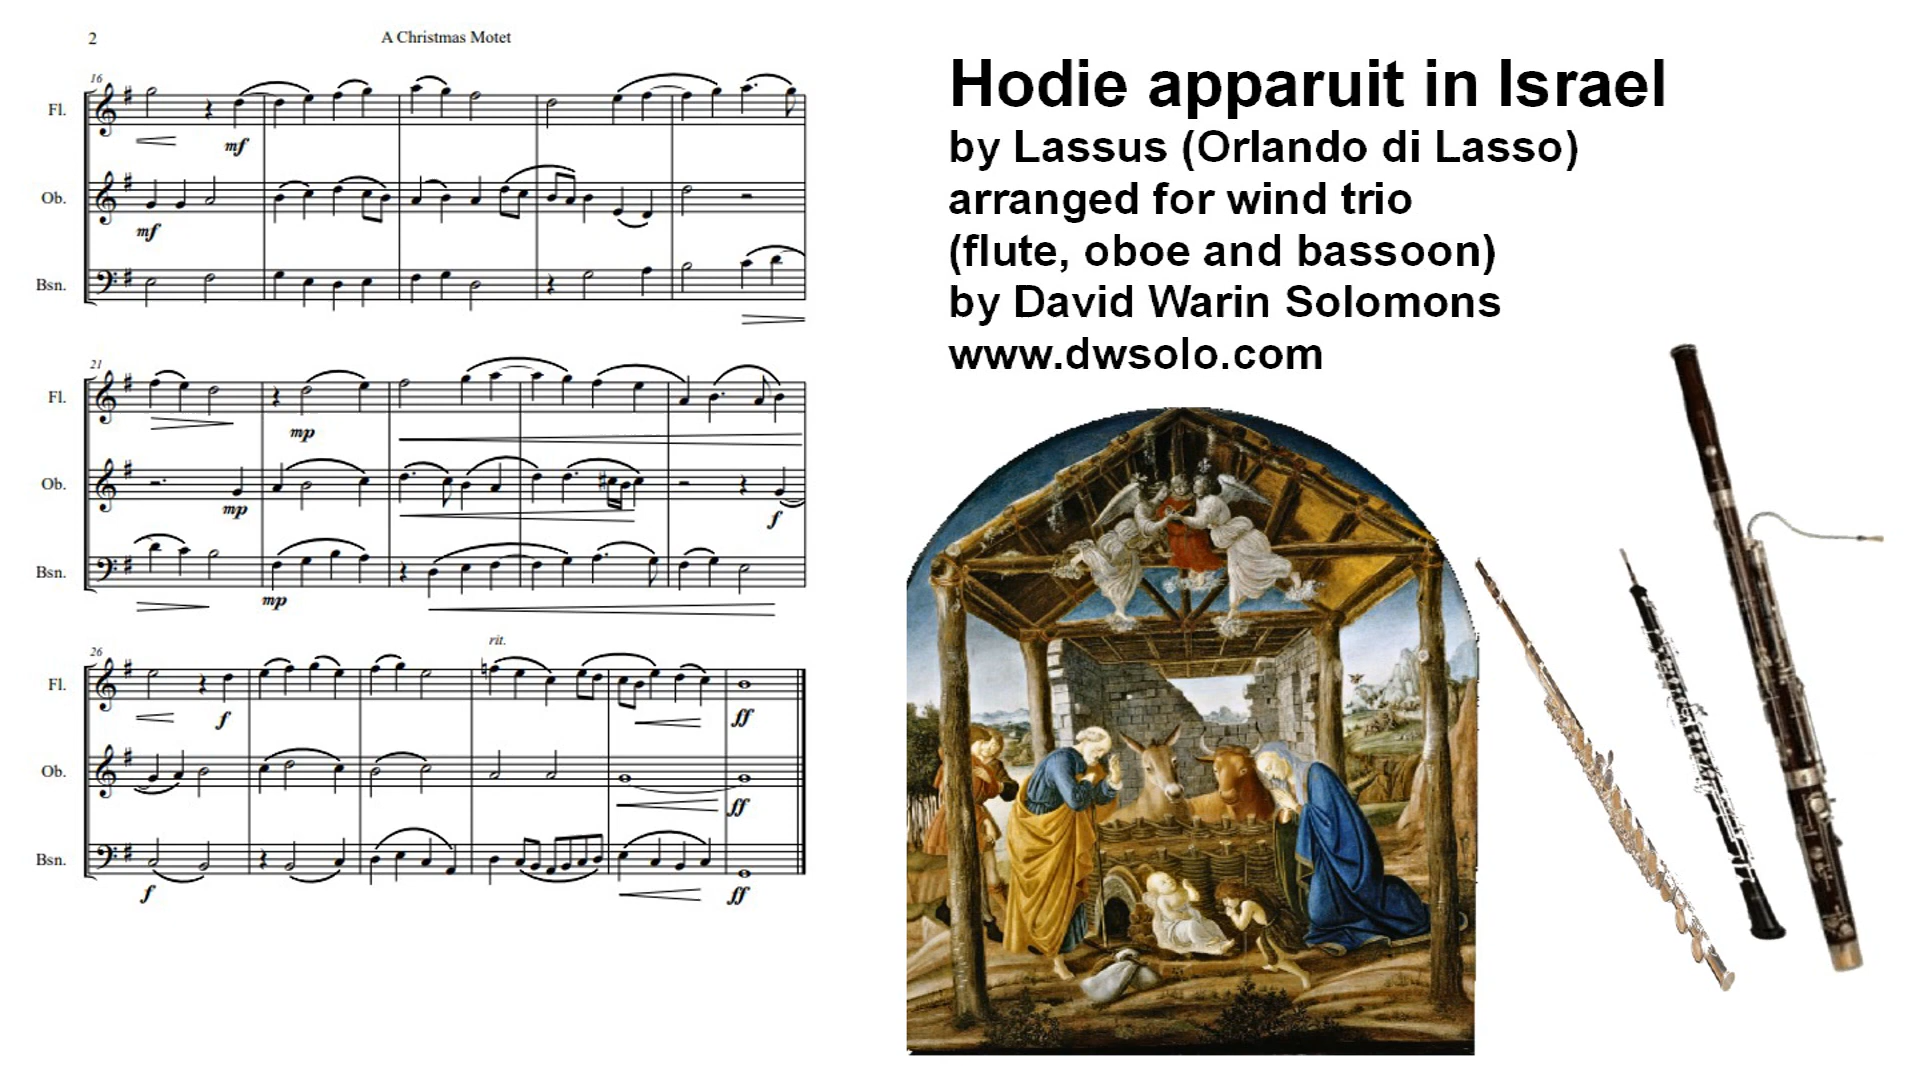 2
A Christmas Motet
16
Fl.
mf
Ob.
mf
Bsn.
21
Fl.
mp
Ob.
mp
f
Bsn.
mp
26
rit.
Fl.
f
ff
Ob.
ff
Bsn.
f
ff
Hodie apparuit in Israel
by Lassus (Orlando di Lasso)
arranged for wind trio
(flute, oboe and bassoon)
by David Warin Solomons
www.dwsolo.com